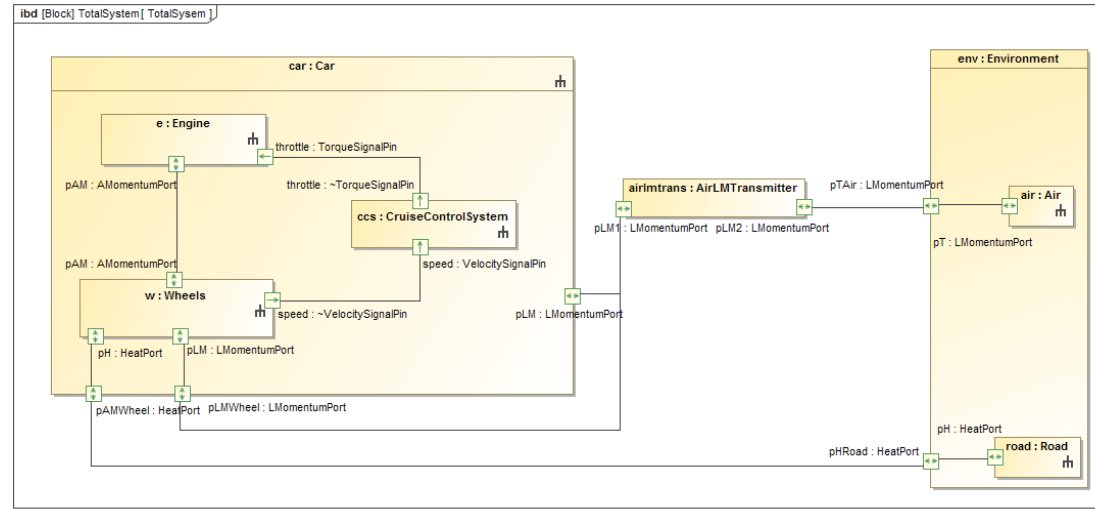 ibd [Block] TotalSystem[ TotalSysem ]
car : Car
env : Environment
e : Engine
throttle : TorqueSignalPin
pAM : AMomentumPort
throttle : ~TorqueSignalPin
airlmtrans : AirLMTransmitter
pTAir : LMomentumPort
air : Air
ccs : CruiseControlSystem
pLM1 : LMomentumPort
pLM2 : LMomentumPort
pT : LMomentumPort
pAM : AMomentumPort
speed : VelocitySignalPin
w : Wheels
speed : ~VelocitySignalPin
pLM : LMomentumPort
pH : HeatPort
pLM : LMomentumPort
pAMWheel : HeatPort
pLMWheel : LMomentumPort
pH : HeatPort
road : Road
pHRoad : HeatPort